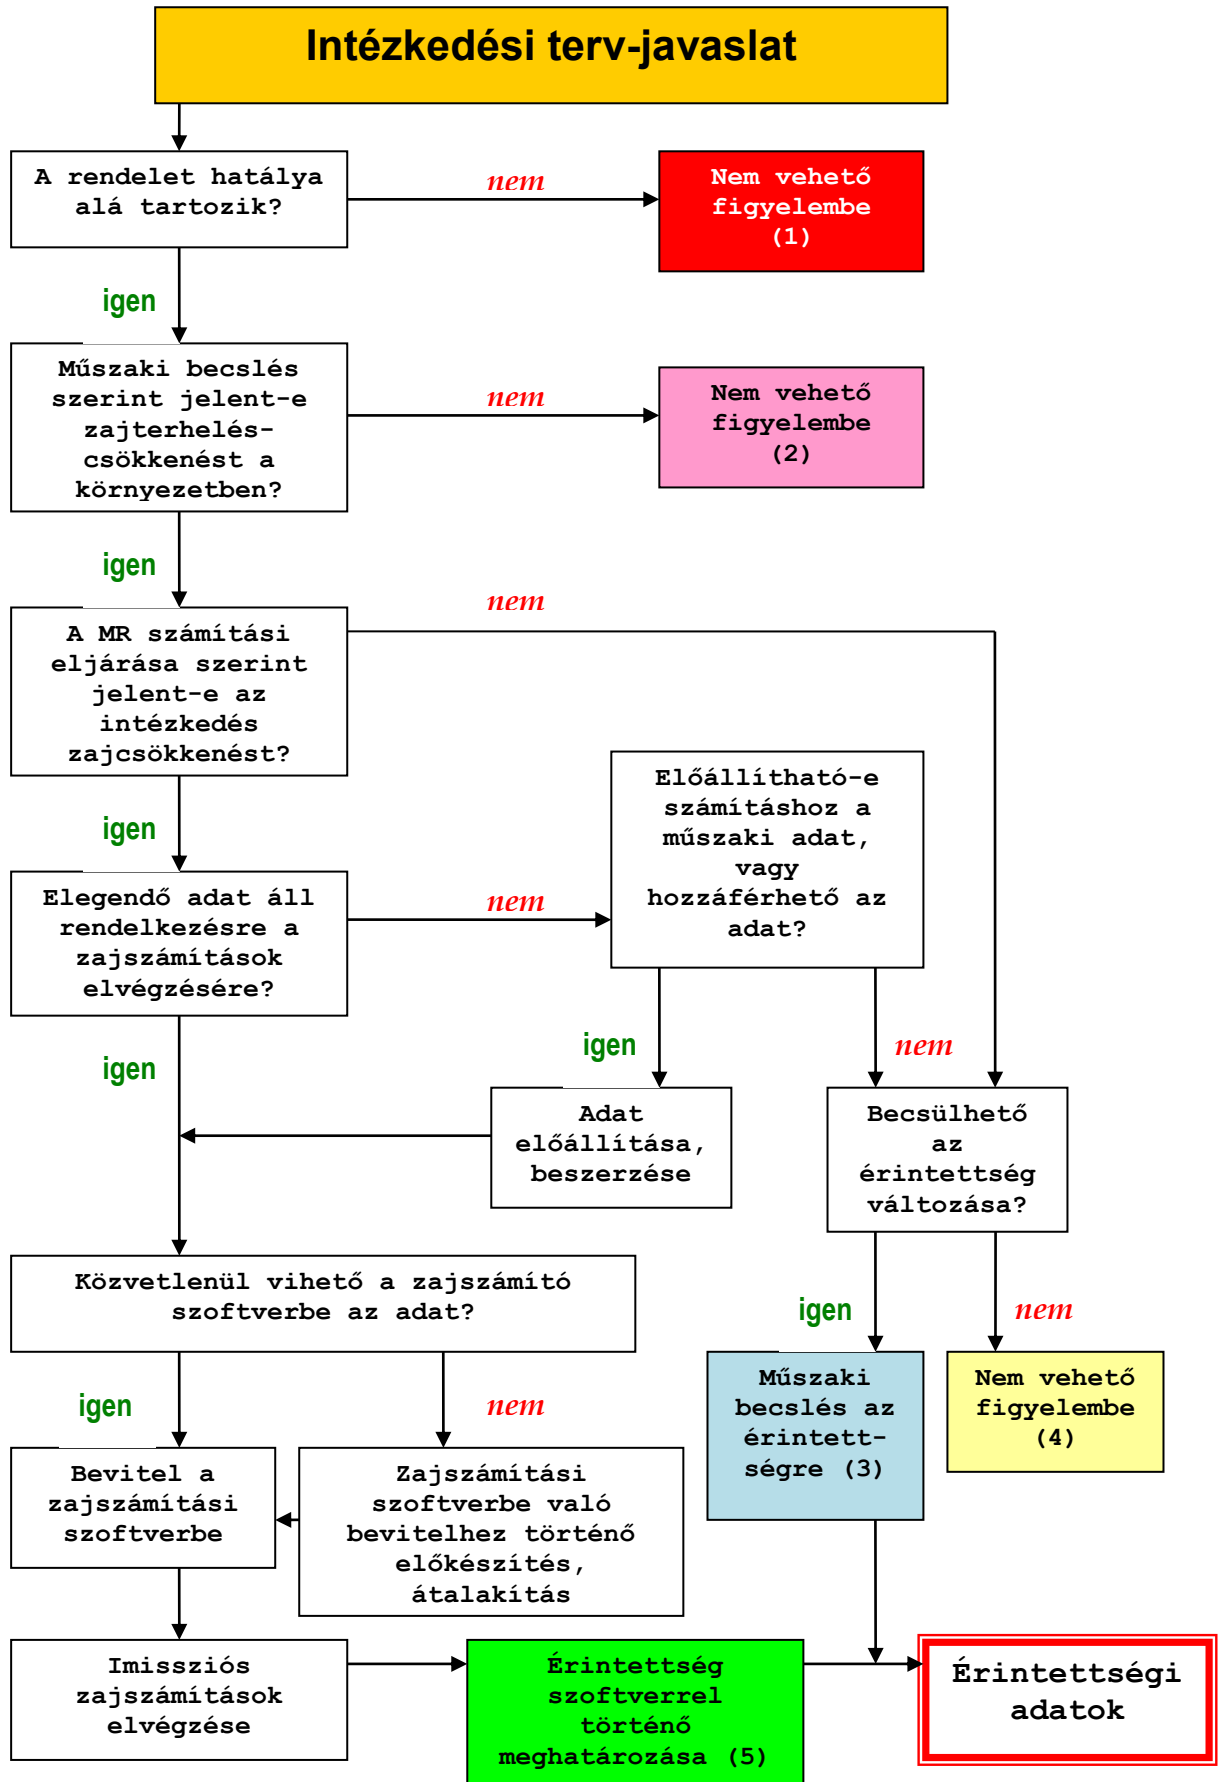 Intézkedési terv-javaslat
A rendelet hatálya
alá tartozik?
nem
Nem vehető
figyelembe
(1)
igen
Műszaki becslés
szerint jelent-e
zajterhelés-
csökkenést a
környezetben?
nem
Nem vehető
figyelembe
(2)
igen
A MR számítási
eljárása szerint
jelent-e az
intézkedés
zajcsökkenést?
nem
igen
Elegendő adat áll
rendelkezésre a
zajszámítások
elvégzésére?
nem
Előállítható-e
számításhoz a
műszaki adat,
vagy
hozzáférhető az
adat?
igen
igen
nem
Adat
előállítása,
beszerzése
Becsülhető
az
érintettség
változása?
Közvetlenül vihető a zajszámító
szoftverbe az adat?
igen
nem
igen
nem
Műszaki
becslés az
érintett-
ségre (3)
Nem vehető
figyelembe
(4)
Bevitel a
zajszámítási
szoftverbe
Zajszámítási
szoftverbe való
bevitelhez történő
előkészítés,
átalakítás
Imissziós
zajszámítások
elvégzése
Érintettség
szoftverrel
történő
meghatározása (5)
Érintettségi
adatok